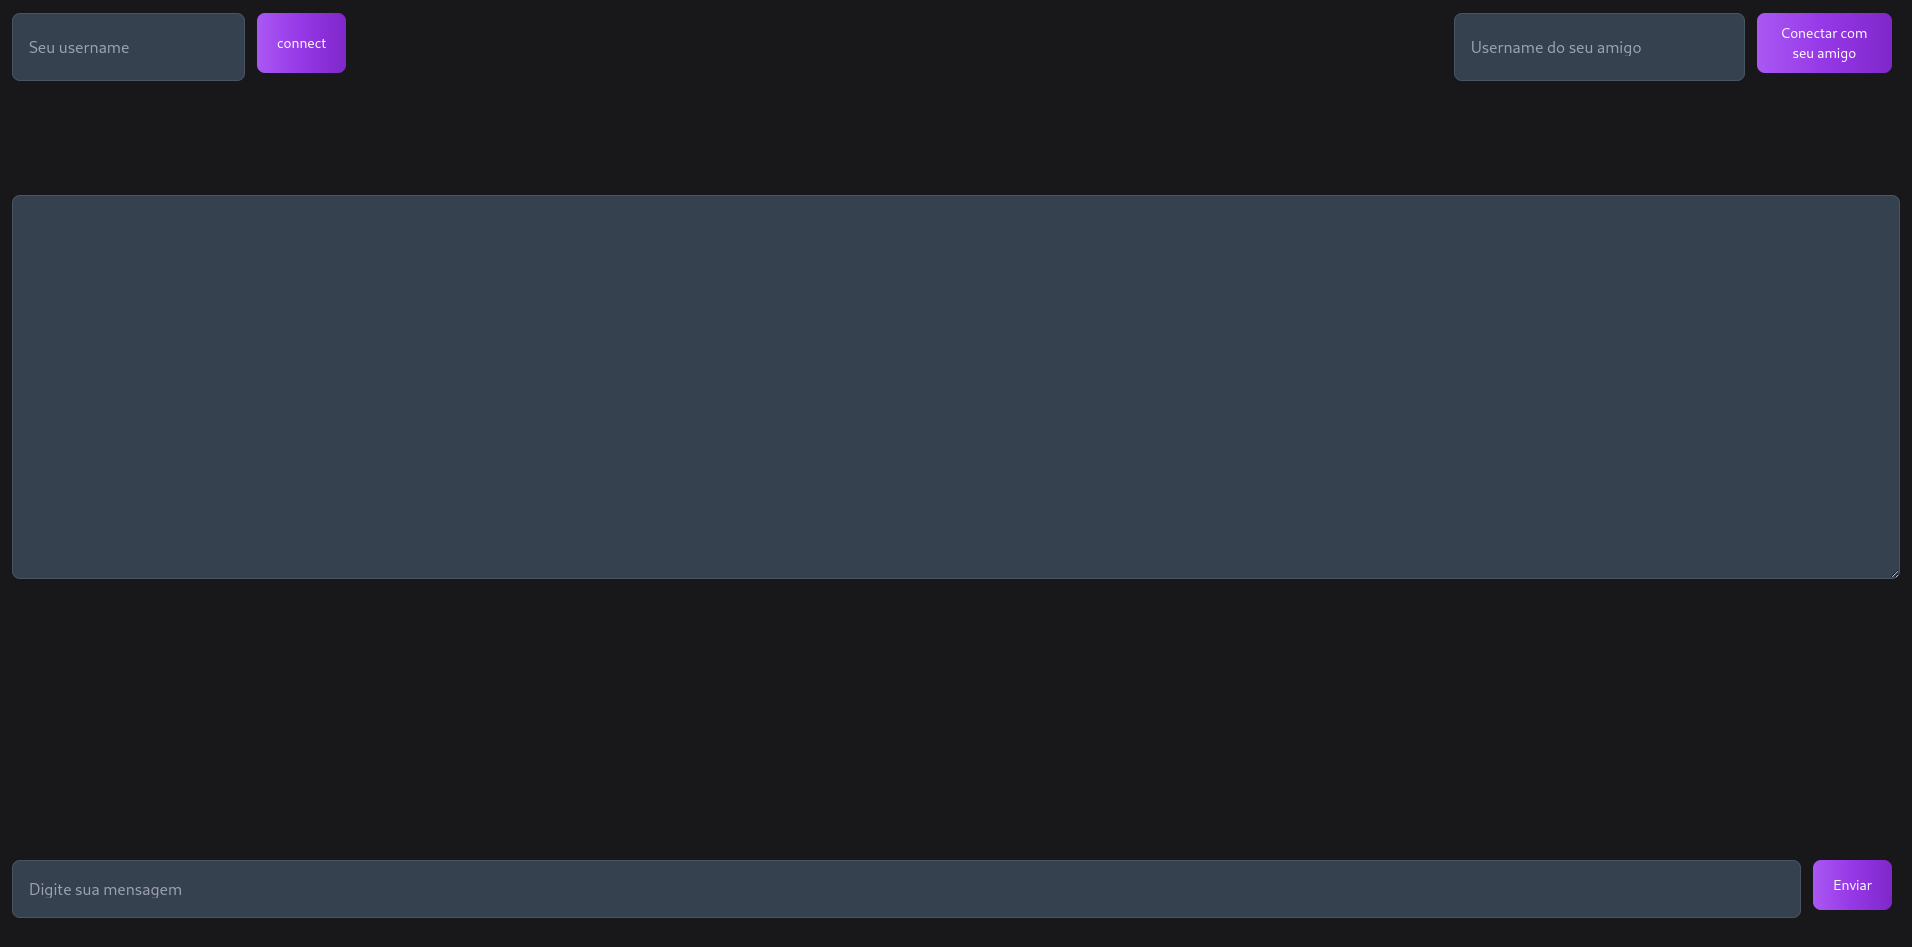 Seu username
connect
Username do seu amigo
Conectar com
seu amigo
Digite sua mensagem
Enviar